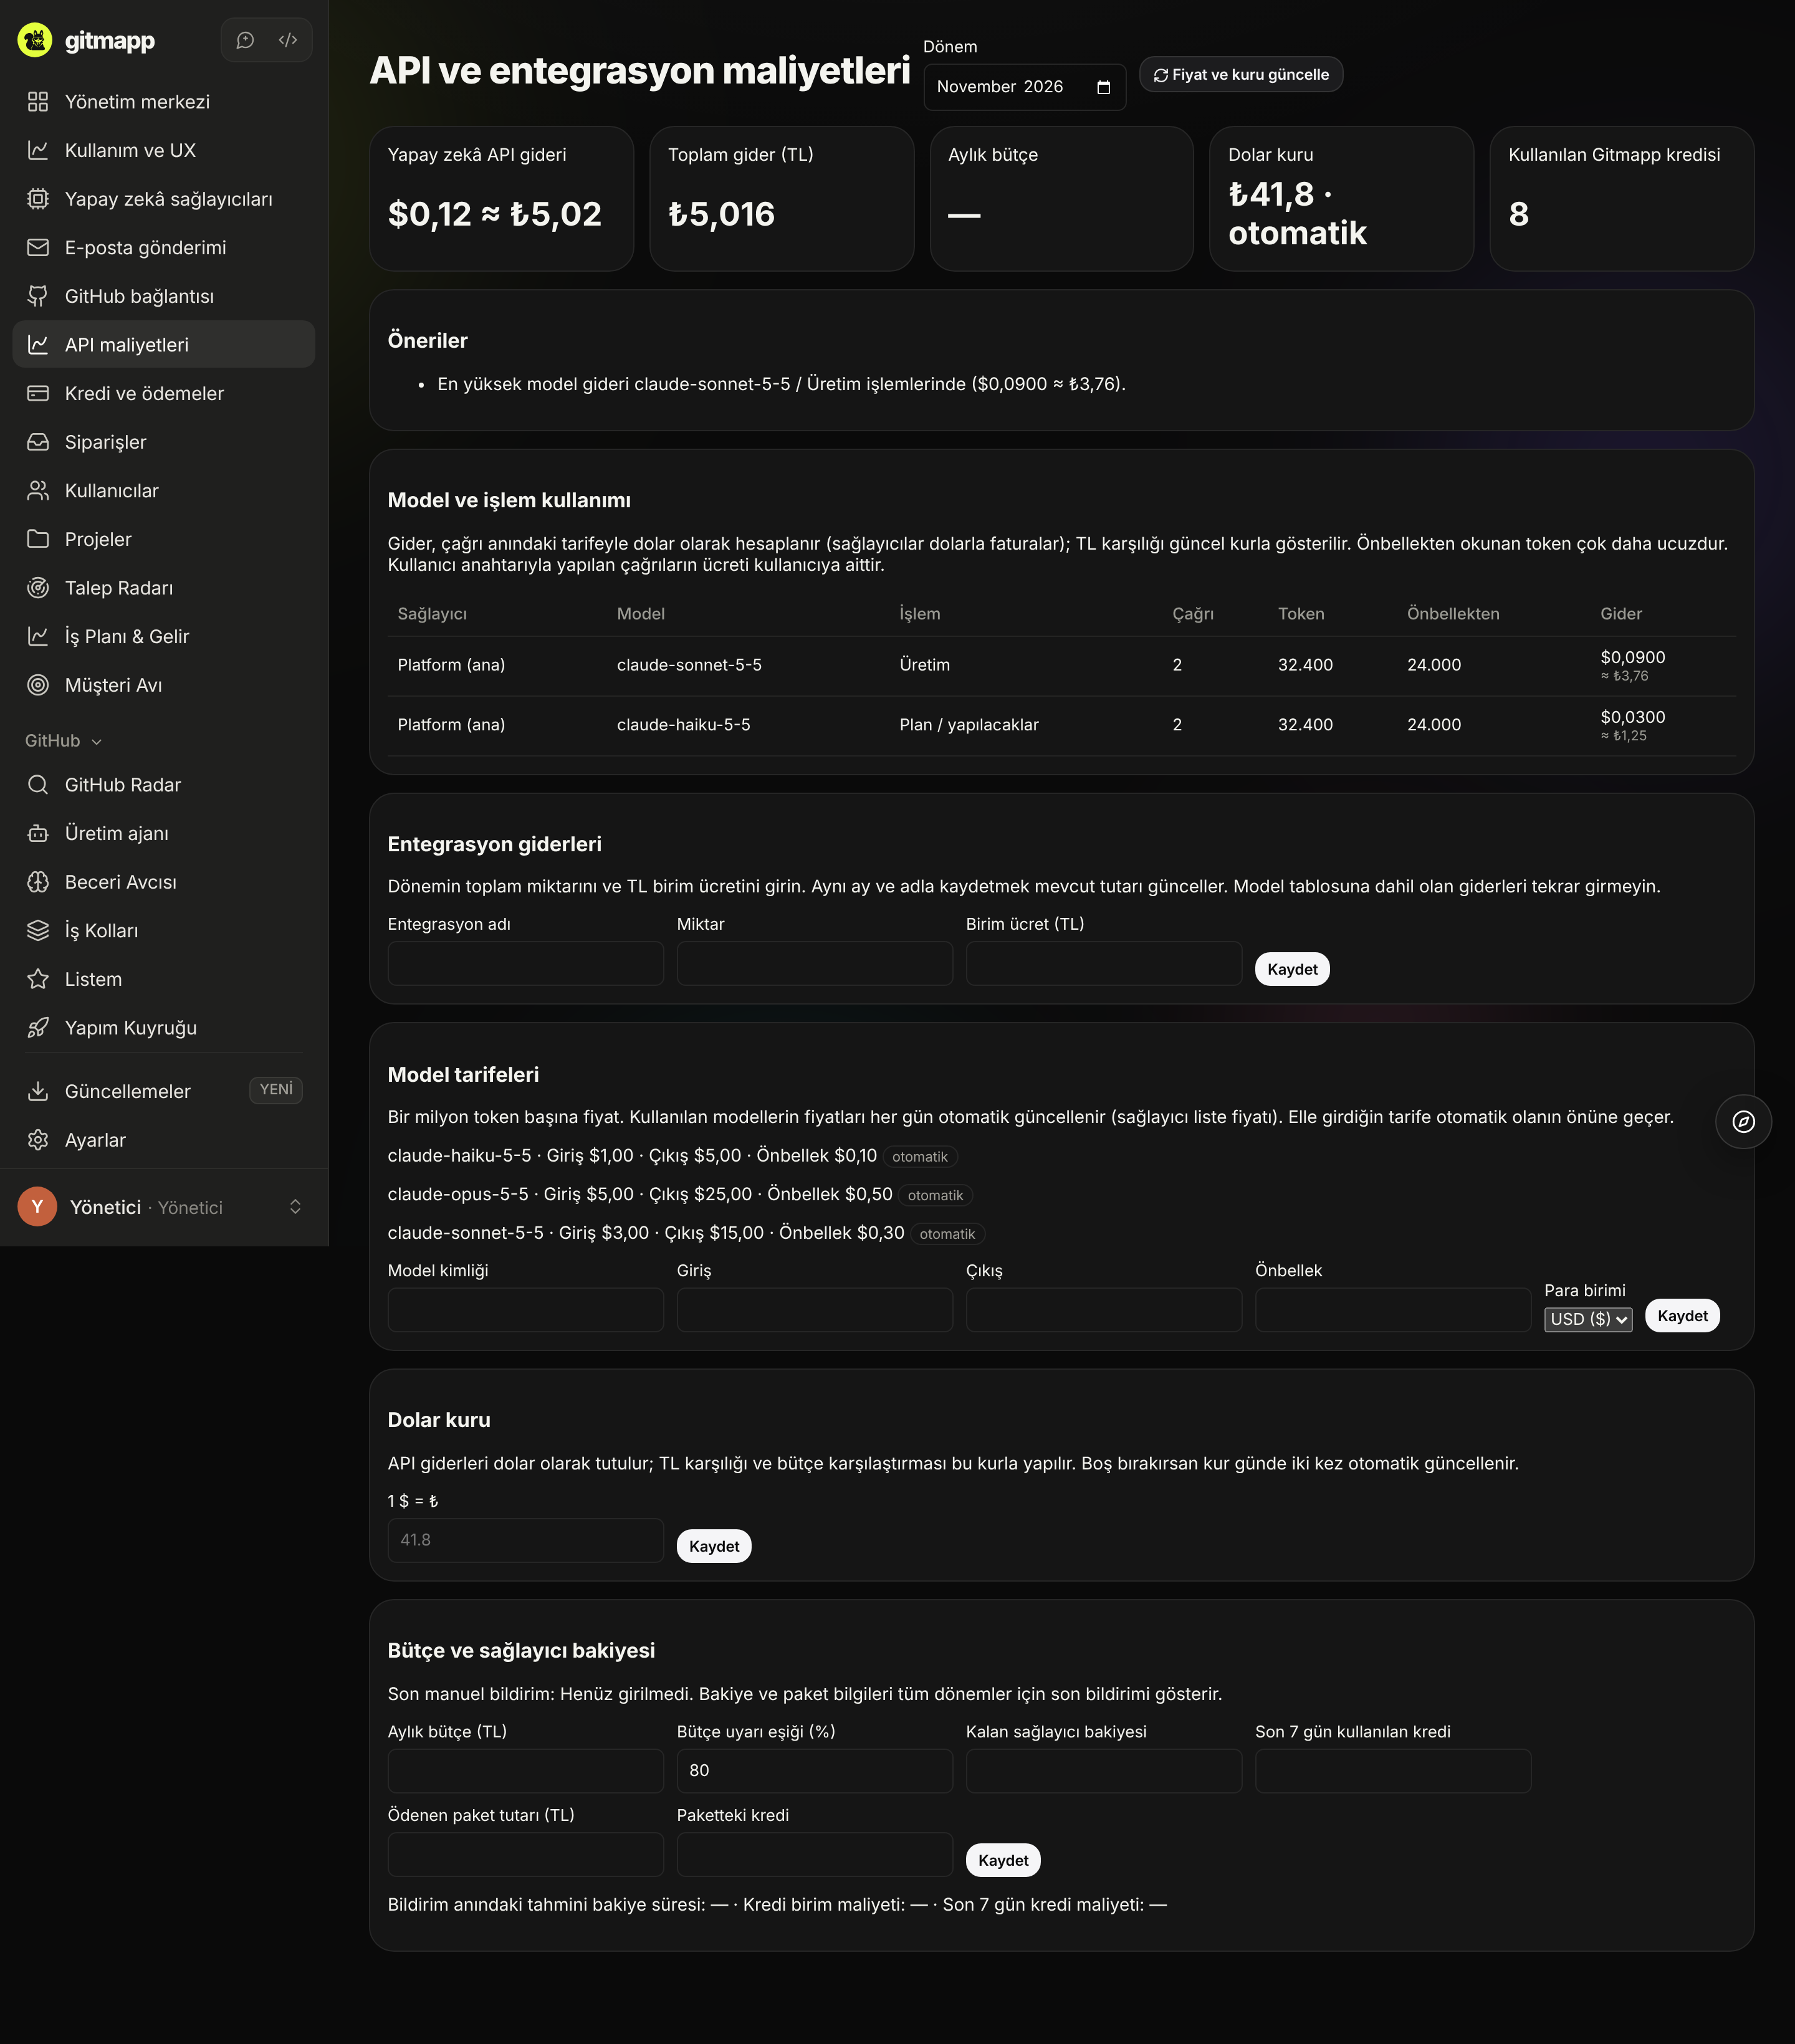 gitmapp
Yönetim merkezi
Kullanım ve UX
Yapay zekâ sağlayıcıları
E-posta gönderimi
GitHub bağlantısı
API maliyetleri
Kredi ve ödemeler
Siparişler
Kullanıcılar
Projeler
Talep Radarı
İş Planı & Gelir
Müşteri Avı
GitHub
GitHub Radar
Üretim ajanı
Beceri Avcısı
İş Kolları
Listem
Yapım Kuyruğu
Güncellemeler YENİ
Ayarlar
Y Yönetici · Yönetici
API ve entegrasyon maliyetleri
Dönem
November 2026
Fiyat ve kuru güncelle
Yapay zekâ API gideri
$0,12 ≈ ₺5,02
Toplam gider (TL)
₺5,016
Aylık bütçe
—
Dolar kuru
₺41,8 ·
otomatik
Kullanılan Gitmapp kredisi
8
Öneriler
• En yüksek model gideri claude-sonnet-5-5 / Üretim işlemlerinde ($0,0900 ≈ ₺3,76).
Model ve işlem kullanımı
Gider, çağrı anındaki tarifeyle dolar olarak hesaplanır (sağlayıcılar dolarla faturalar); TL karşılığı güncel kurla gösterilir. Önbellekten okunan token çok daha ucuzdur.
Kullanıcı anahtarıyla yapılan çağrıların ücreti kullanıcıya aittir.
Sağlayıcı Model İşlem Çağrı Token Önbellekten Gider
Platform (ana) claude-sonnet-5-5 Üretim 2 32.400 24.000 $0,0900
≈ ₺3,76
Platform (ana) claude-haiku-5-5 Plan / yapılacaklar 2 32.400 24.000 $0,0300
≈ ₺1,25
Entegrasyon giderleri
Dönemin toplam miktarını ve TL birim ücretini girin. Aynı ay ve adla kaydetmek mevcut tutarı günceller. Model tablosuna dahil olan giderleri tekrar girmeyin.
Entegrasyon adı Miktar Birim ücret (TL)
Kaydet
Model tarifeleri
Bir milyon token başına fiyat. Kullanılan modellerin fiyatları her gün otomatik güncellenir (sağlayıcı liste fiyatı). Elle girdiğin tarife otomatik olanın önüne geçer.
claude-haiku-5-5 · Giriş $1,00 · Çıkış $5,00 · Önbellek $0,10 otomatik
claude-opus-5-5 · Giriş $5,00 · Çıkış $25,00 · Önbellek $0,50 otomatik
claude-sonnet-5-5 · Giriş $3,00 · Çıkış $15,00 · Önbellek $0,30 otomatik
Model kimliği Giriş Çıkış Önbellek Para birimi
USD ($) Kaydet
Dolar kuru
API giderleri dolar olarak tutulur; TL karşılığı ve bütçe karşılaştırması bu kurla yapılır. Boş bırakırsan kur günde iki kez otomatik güncellenir.
1 $ = ₺
41.8 Kaydet
Bütçe ve sağlayıcı bakiyesi
Son manuel bildirim: Henüz girilmedi. Bakiye ve paket bilgileri tüm dönemler için son bildirimi gösterir.
Aylık bütçe (TL) Bütçe uyarı eşiği (%) Kalan sağlayıcı bakiyesi Son 7 gün kullanılan kredi
80
Ödenen paket tutarı (TL) Paketteki kredi
Kaydet
Bildirim anındaki tahmini bakiye süresi: — · Kredi birim maliyeti: — · Son 7 gün kredi maliyeti: —